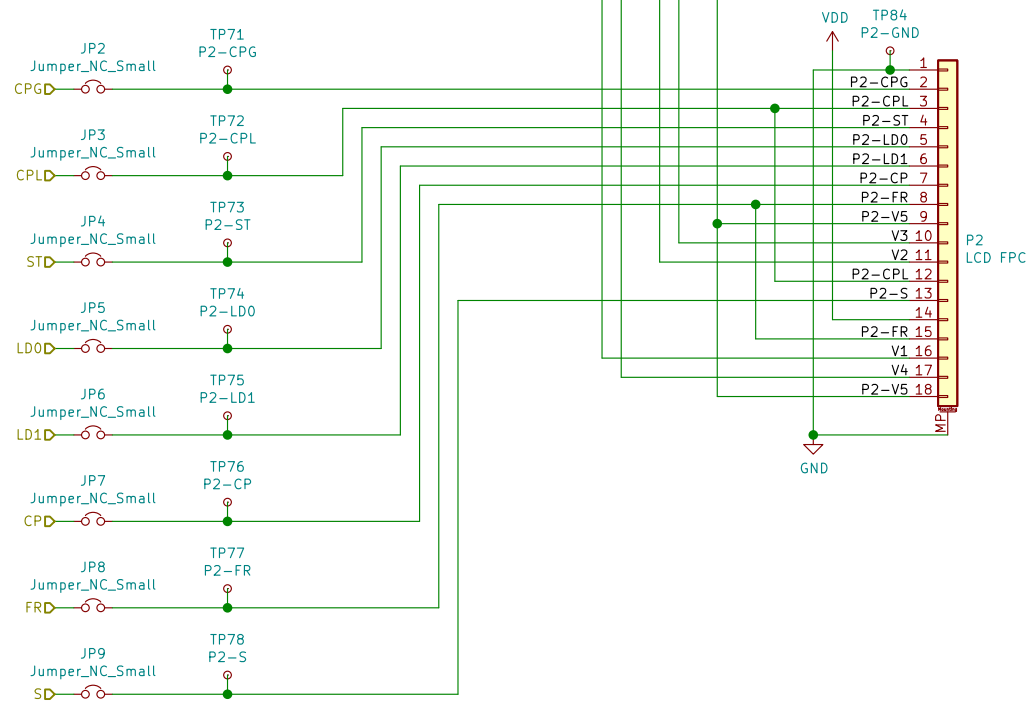 JP2
Jumper_NC_Small
CPG
TP71
P2-CPG
JP3
Jumper_NC_Small
CPL
TP72
P2-CPL
JP4
Jumper_NC_Small
ST
TP73
P2-ST
JP5
Jumper_NC_Small
LD0
TP74
P2-LD0
JP6
Jumper_NC_Small
LD1
TP75
P2-LD1
JP7
Jumper_NC_Small
CP
TP76
P2-CP
JP8
Jumper_NC_Small
FR
TP77
P2-FR
JP9
Jumper_NC_Small
S
TP78
P2-S
VDD
TP84
P2-GND
1
P2-CPG 2
P2-CPL 3
P2-ST 4
P2-LD0 5
P2-LD1 6
P2-CP 7
P2-FR 8
P2-V5 9
V3 10
V2 11
P2-CPL 12
P2-S 13
14
P2-FR 15
V1 16
V4 17
P2-V5 18
P2
LCD FPC
MP
GND